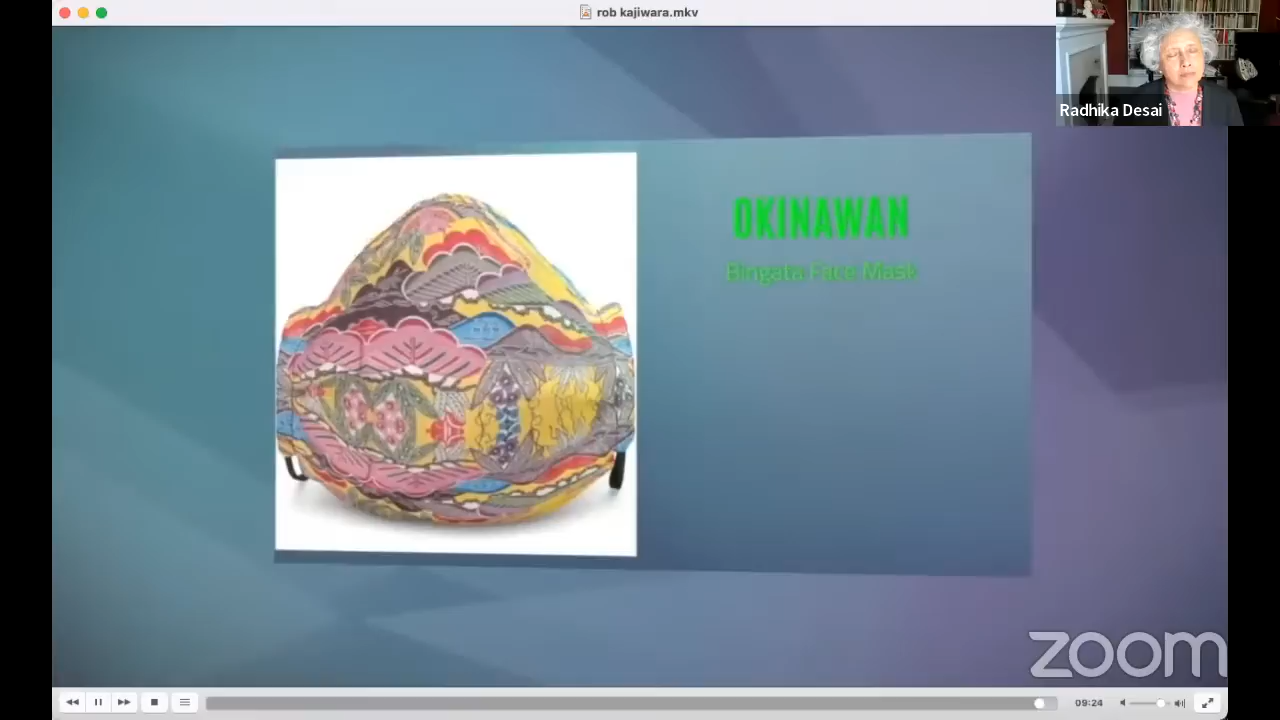 rob kajiwara.mkv
Radhika Desai
OKINAWAN
Bingata Face Mask
zoom
09:24